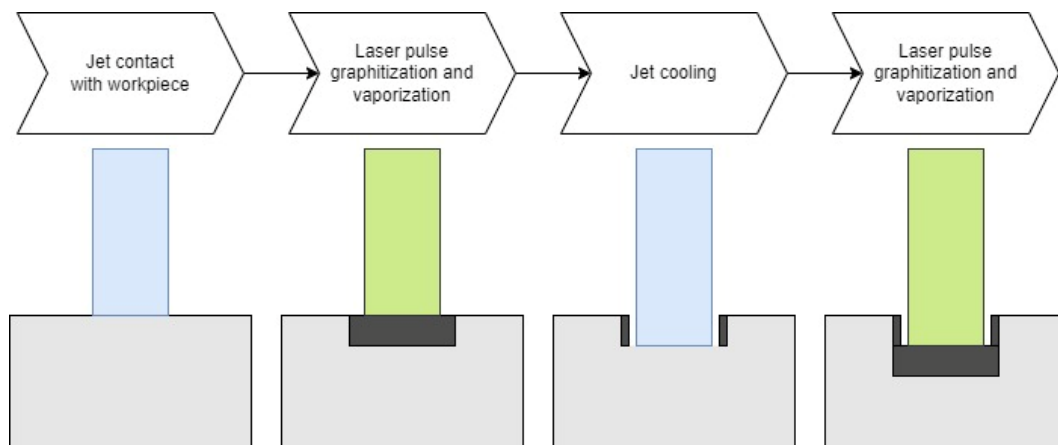 Jet contact
with workpiece
Laser pulse
graphitization and
vaporization
Jet cooling
Laser pulse
graphitization and
vaporization